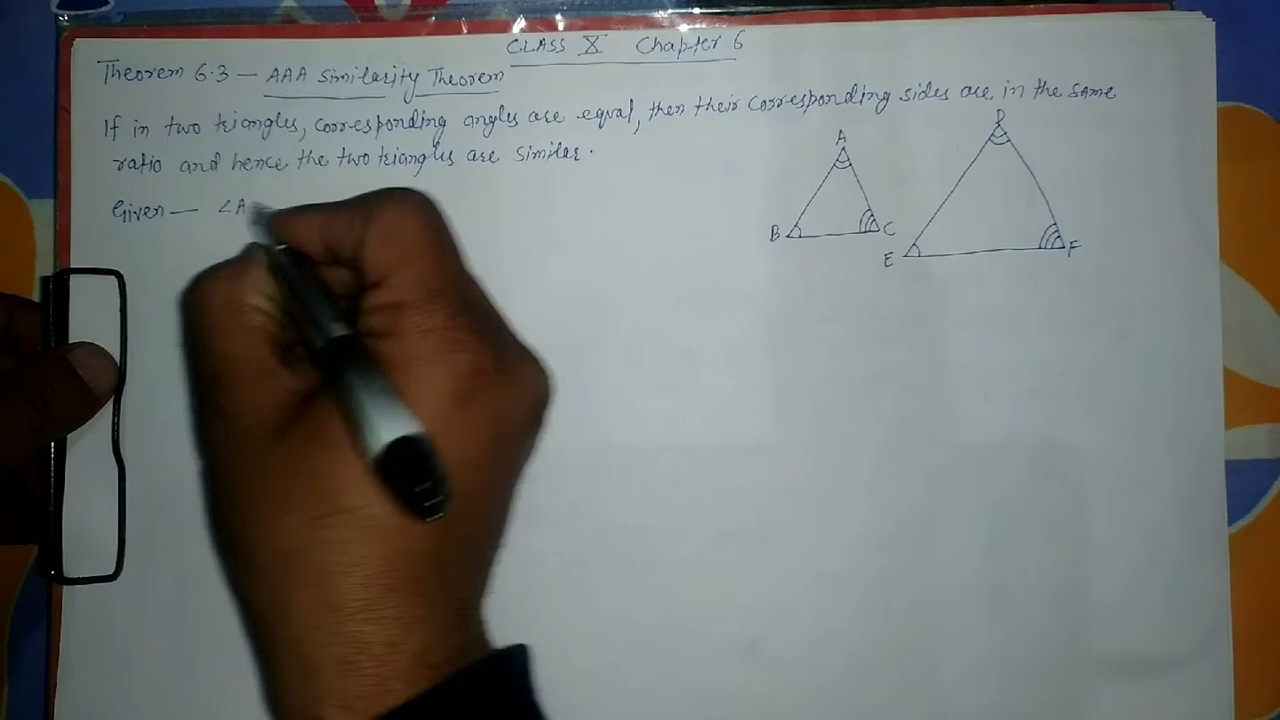 CLASS X Chapter 6
Theorem 6.3 — AAA Similarity Theorem
If in two triangles, corresponding angles are equal, then their corresponding sides are in the same
ratio and hence the two triangles are similar.
Given — ∠A
A
B
C
D
E
F